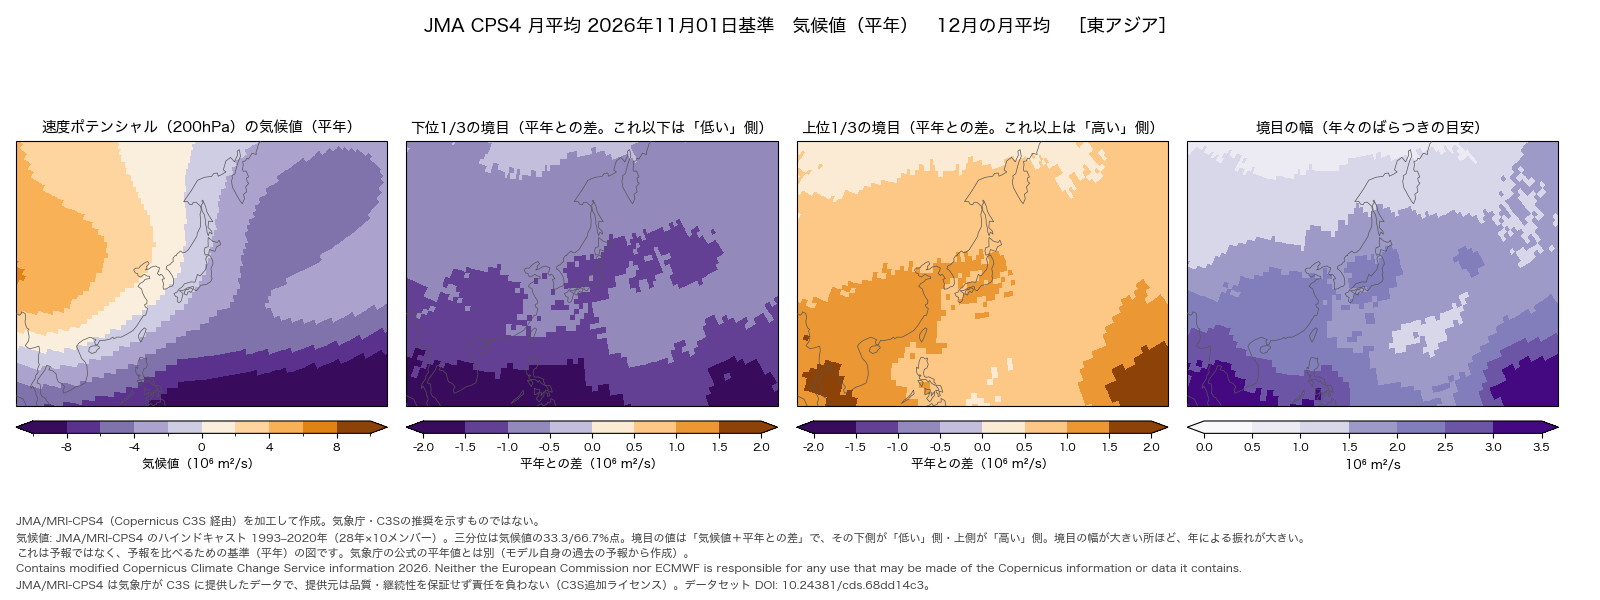 JMA CPS4 月平均 2026年11月01日基準　気候値（平年）　12月の月平均　［東アジア］
速度ポテンシャル（200hPa）の気候値（平年）
下位1/3の境目（平年との差。これ以下は「低い」側）
上位1/3の境目（平年との差。これ以上は「高い」側）
境目の幅（年々のばらつきの目安）
-8 -4 0 4 8
気候値（10⁶ m²/s）
-2.0 -1.5 -1.0 -0.5 0.0 0.5 1.0 1.5 2.0
平年との差（10⁶ m²/s）
-2.0 -1.5 -1.0 -0.5 0.0 0.5 1.0 1.5 2.0
平年との差（10⁶ m²/s）
0.0 0.5 1.0 1.5 2.0 2.5 3.0 3.5
10⁶ m²/s
JMA/MRI-CPS4（Copernicus C3S 経由）を加工して作成。気象庁・C3Sの推奨を示すものではない。
気候値: JMA/MRI-CPS4 のハインドキャスト 1993–2020年（28年×10メンバー）。三分位は気候値の33.3/66.7%点。境目の値は「気候値＋平年との差」で、その下側が「低い」側・上側が「高い」側。境目の幅が大きい所ほど、年による振れが大きい。
これは予報ではなく、予報を比べるための基準（平年）の図です。気象庁の公式の平年値とは別（モデル自身の過去の予報から作成）。
Contains modified Copernicus Climate Change Service information 2026. Neither the European Commission nor ECMWF is responsible for any use that may be made of the Copernicus information or data it contains.
JMA/MRI-CPS4 は気象庁が C3S に提供したデータで、提供元は品質・継続性を保証せず責任を負わない（C3S追加ライセンス）。データセット DOI: 10.24381/cds.68dd14c3。